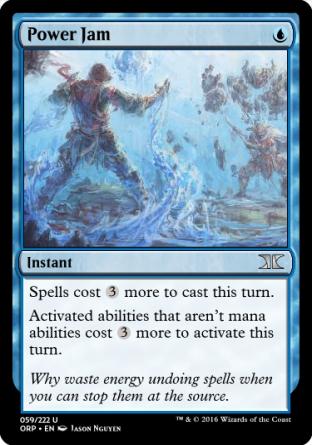 Power Jam
Instant
Spells cost 3 more to cast this turn.
Activated abilities that aren't mana
abilities cost 3 more to activate this
turn.
Why waste energy undoing spells when
you can stop them at the source.
059/222 U
ORP • EN Jason Nguyen
™ & © 2016 Wizards of the Coast